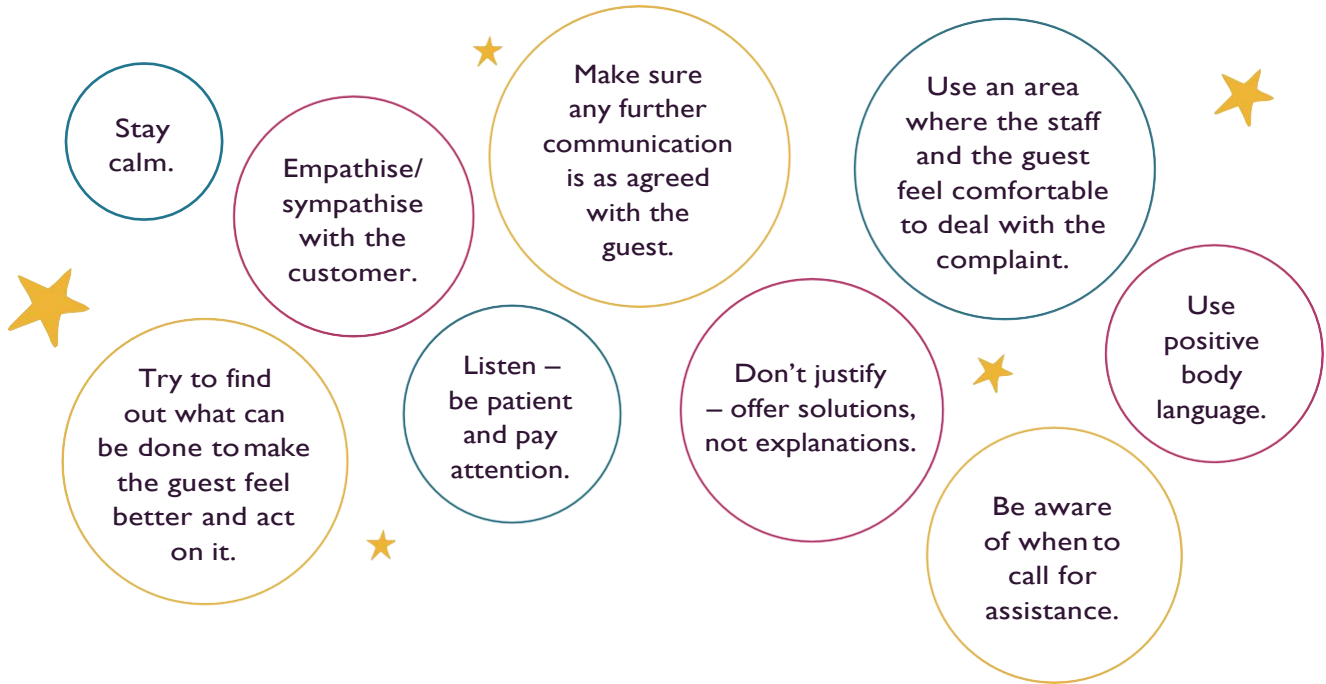 Stay
calm.
Empathise/
sympathise
with the
customer.
Make sure
any further
communication
is as agreed
with the
guest.
Use an area
where the staff
and the guest
feel comfortable
to deal with the
complaint.
Try to find
out what can
be done to make
the guest feel
better and act
on it.
Listen –
be patient
and pay
attention.
Don’t justify
– offer solutions,
not explanations.
Use
positive
body
language.
Be aware
of when to
call for
assistance.